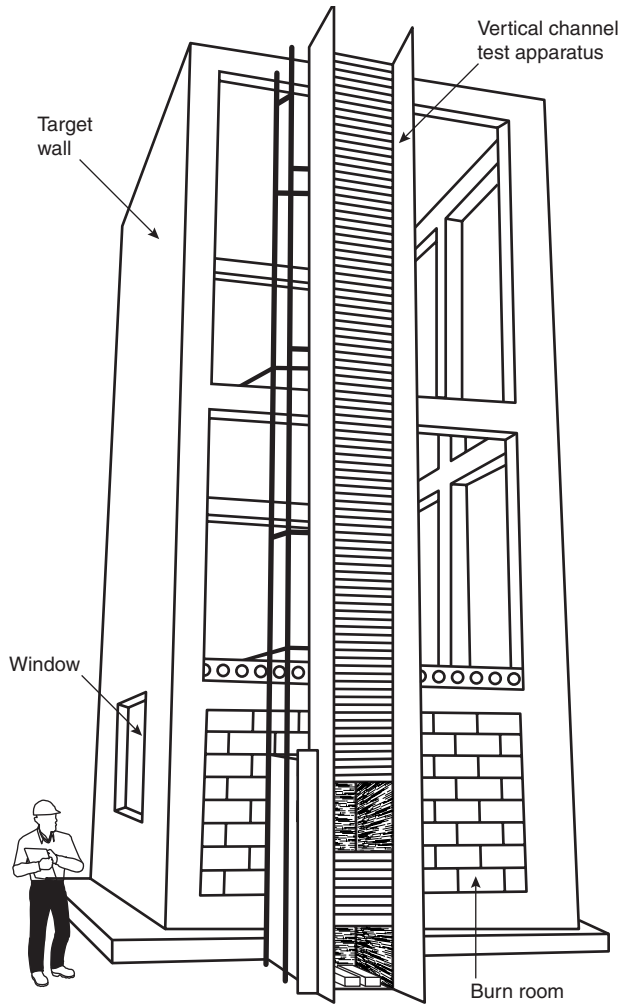 Vertical channel
test apparatus
Target
wall
Window
Burn room